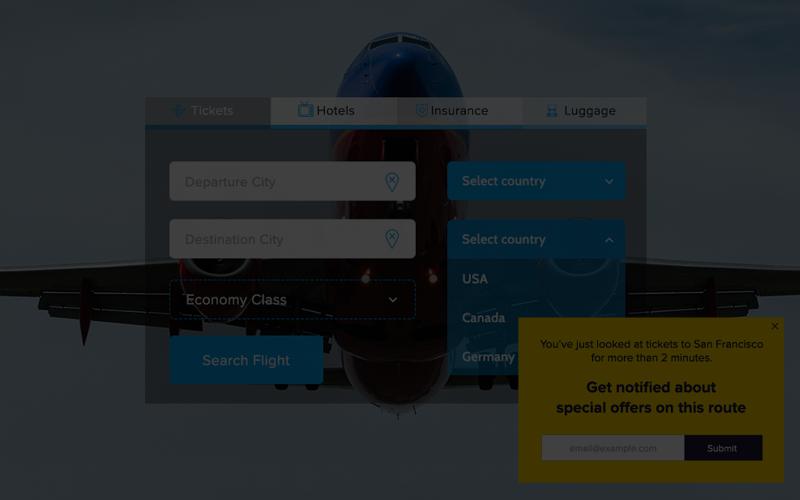 Tickets
Hotels
Insurance
Luggage
Departure City
Select country
Destination City
Select country
USA
Economy Class
Canada
Search Flight
Germany
You've just looked at tickets to San Francisco
for more than 2 minutes.
Get notified about
special offers on this route
email@example.com
Submit